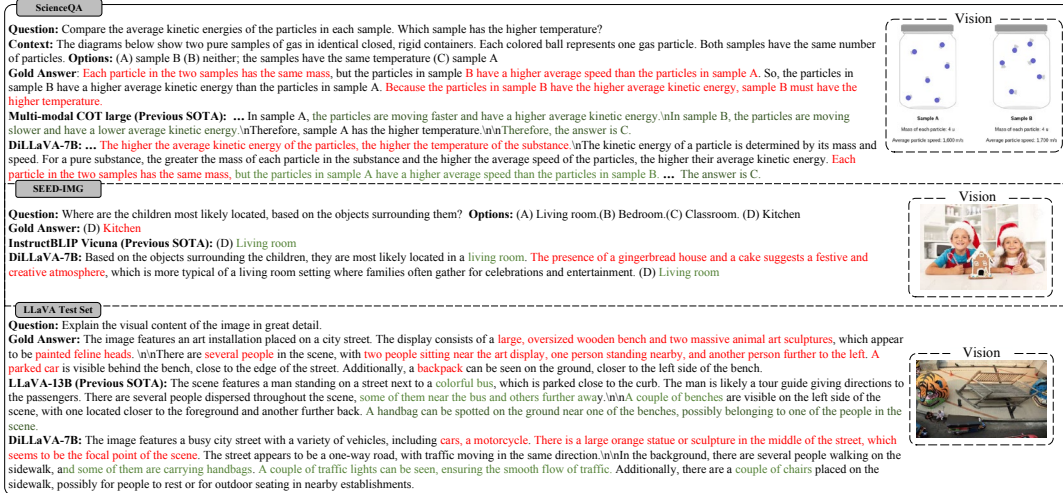 ScienceQA
Question: Compare the average kinetic energies of the particles in each sample. Which sample has the higher temperature?
Context: The diagrams below show two pure samples of gas in identical closed, rigid containers. Each colored ball represents one gas particle. Both samples have the same number
of particles. Options: (A) sample B (B) neither; the samples have the same temperature (C) sample A
Gold Answer: Each particle in the two samples has the same mass, but the particles in sample B have a higher average speed than the particles in sample A. So, the particles in
sample B have a higher average kinetic energy than the particles in sample A. Because the particles in sample B have the higher average kinetic energy, sample B must have the
higher temperature.
Multi-modal COT large (Previous SOTA): ... In sample A, the particles are moving faster and have a higher average kinetic energy.\nIn sample B, the particles are moving
slower and have a lower average kinetic energy.\nTherefore, sample A has the higher temperature.\n\nTherefore, the answer is C.
DiLLaVA-7B: ... The higher the average kinetic energy of the particles, the higher the temperature of the substance.\nThe kinetic energy of a particle is determined by its mass and
speed. For a pure substance, the greater the mass of each particle in the substance and the higher the average speed of the particles, the higher their average kinetic energy. Each
particle in the two samples has the same mass, but the particles in sample A have a higher average speed than the particles in sample B. ... The answer is C.
Vision
Sample A Sample B
Mass of each particle: 4 u Mass of each particle: 4 u
Average particle speed: 1,600 m/s Average particle speed: 1,700 m/s
SEED-IMG
Question: Where are the children most likely located, based on the objects surrounding them? Options: (A) Living room.(B) Bedroom.(C) Classroom. (D) Kitchen
Gold Answer: (D) Kitchen
InstructBLIP Vicuna (Previous SOTA): (D) Living room
DiLLaVA-7B: Based on the objects surrounding the children, they are most likely located in a living room. The presence of a gingerbread house and a cake suggests a festive and
creative atmosphere, which is more typical of a living room setting where families often gather for celebrations and entertainment. (D) Living room
Vision
LLaVA Test Set
Question: Explain the visual content of the image in great detail.
Gold Answer: The image features an art installation placed on a city street. The display consists of a large, oversized wooden bench and two massive animal art sculptures, which appear
to be painted feline heads. \n\nThere are several people in the scene, with two people sitting near the art display, one person standing nearby, and another person further to the left. A
parked car is visible behind the bench, close to the edge of the street. Additionally, a backpack can be seen on the ground, closer to the left side of the bench.
LLaVA-13B (Previous SOTA): The scene features a man standing on a street next to a colorful bus, which is parked close to the curb. The man is likely a tour guide giving directions to
the passengers. There are several people dispersed throughout the scene, some of them near the bus and others further away.\n\nA couple of benches are visible on the left side of the
scene, with one located closer to the foreground and another further back. A handbag can be spotted on the ground near one of the benches, possibly belonging to one of the people in the
scene.
DiLLaVA-7B: The image features a busy city street with a variety of vehicles, including cars, a motorcycle. There is a large orange statue or sculpture in the middle of the street, which
seems to be the focal point of the scene. The street appears to be a one-way road, with traffic moving in the same direction.\n\nIn the background, there are several people walking on the
sidewalk, and some of them are carrying handbags. A couple of traffic lights can be seen, ensuring the smooth flow of traffic. Additionally, there are a couple of chairs placed on the
sidewalk, possibly for people to rest or for outdoor seating in nearby establishments.
Vision